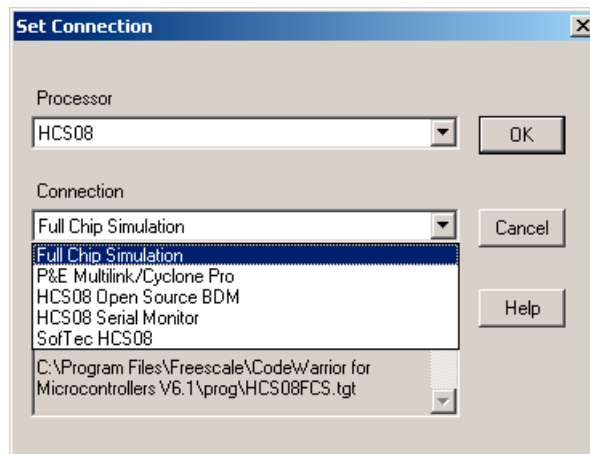 Set Connection
Processor
HCS08
OK
Connection
Full Chip Simulation
Cancel
Full Chip Simulation
P&E Multilink/Cyclone Pro
HCS08 Open Source BDM
HCS08 Serial Monitor
SofTec HCS08
Help
C:\Program Files\Freescale\CodeWarrior for
Microcontrollers V6.1\prog\HCS08FCS.tgt